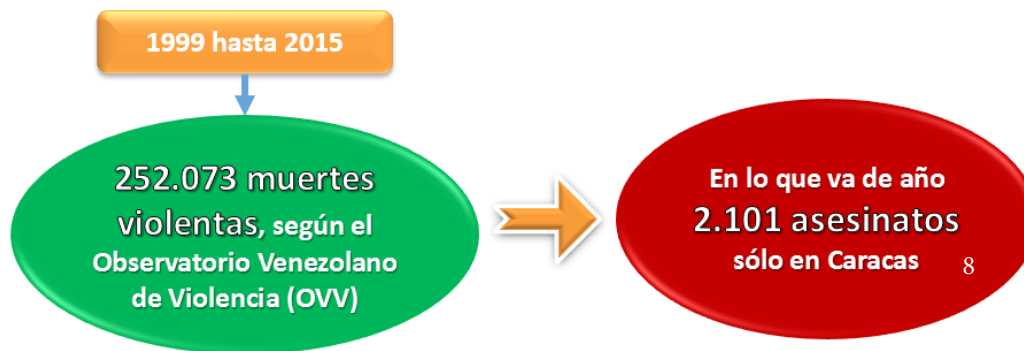 1999 hasta 2015
252.073 muertes
violentas, según el
Observatorio Venezolano
de Violencia (OVV)
En lo que va de año
2.101 asesinatos
sólo en Caracas
8